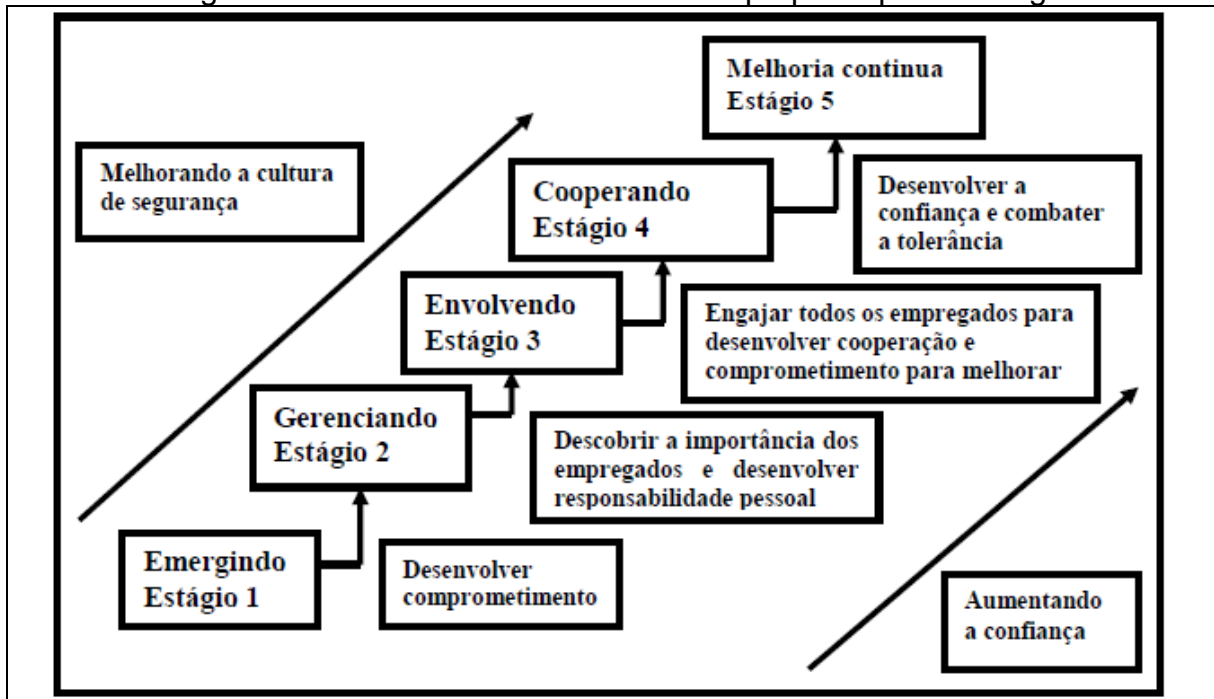 Melhoria continua
Estágio 5
Melhorando a cultura
de segurança
Cooperando
Estágio 4
Desenvolver a
confiança e combater
a tolerância
Envolvendo
Estágio 3
Engajar todos os empregados para
desenvolver cooperação e
comprometimento para melhorar
Gerenciando
Estágio 2
Descobrir a importância dos
empregados e desenvolver
responsabilidade pessoal
Emergindo
Estágio 1
Desenvolver
comprometimento
Aumentando
a confiança